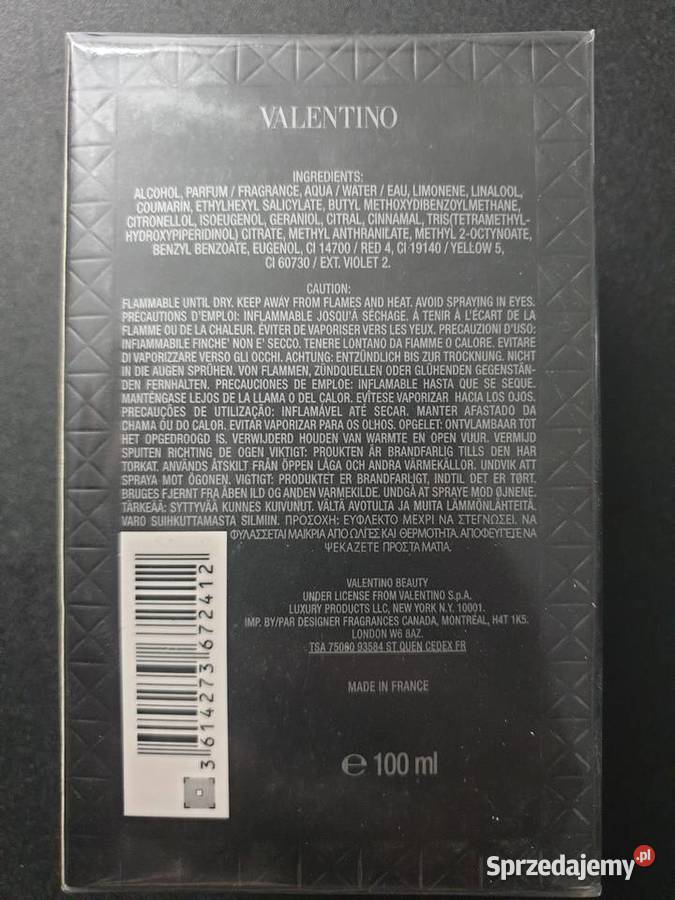 VALENTINO
INGREDIENTS:
ALCOHOL, PARFUM / FRAGRANCE, AQUA / WATER / EAU, LIMONENE, LINALOOL,
COUMARIN, ETHYLHEXYL SALICYLATE, BUTYL METHOXYDIBENZOYLMETHANE,
CITRONELLOL, ISOEUGENOL, GERANIOL, CITRAL, CINNAMAL, TRIS(TETRAMETHYL-
HYDROXYPIPERIDINOL) CITRATE, METHYL ANTHRANILATE, METHYL 2-OCTYNOATE,
BENZYL BENZOATE, EUGENOL, CI 14700 / RED 4, CI 19140 / YELLOW 5,
CI 60730 / EXT. VIOLET 2.
CAUTION:
FLAMMABLE UNTIL DRY. KEEP AWAY FROM FLAMES AND HEAT. AVOID SPRAYING IN EYES.
PRECAUTIONS D'EMPLOI: INFLAMMABLE JOSQU'À SÉCHAGE. À TENIR À L'ÉCART DE LA
FLAMME OU DE LA CHALEUR. ÉVITER DE VAPORISER VERS LES YEUX. PRECAUZIONI D'USO:
INFIAMMABILE FINCHE' NON E' SECCO. TENERE LONTANO DA FIAMME O CALORE. EVITARE
DI VAPORIZZARE VERSO GLI OCCHI. ACHTUNG: ENTZÜNDLICH BIS ZUR TROCKNUNG. NICHT
IN DIE AUGEN SPRÜHEN. VON FLAMMEN, ZÜNDQUELLEN ODER GLÜHENDEN GEGENSTÄN-
DEN FERNHALTEN. PRECAUCIONES DE EMPLOE: INFLAMABLE HASTA QUE SE SEQUE.
MANTÉNGASE LEJOS DE LA LLAMA O DEL CALOR. EVÍTESE VAPORIZAR HACIA LOS OJOS.
PRECAUÇÕES DE UTILIZAÇÃO: INFLAMÁVEL ATÉ SECAR. MANTER AFASTADO DA
CHAMA OU DO CALOR. EVITAR VAPORIZAR PARA OS OLHOS. OPGELET: ONTVLAMBAAR TOT
HET OPGEDROOGD IS. VERWIJDERD HOUDEN VAN WARMTE EN OPEN VUUR. VERMIJD
SPUITEN RICHTING DE OGEN VIKTIGT: PROUKTEN ÄR BRANDFARLIG TILLS DEN HAR
TORKAT. ANVÄNDS ÅTSKILT FRÅN ÖPPEN LÅGA OCH ANDRA VÄRMEKÄLLOR. UNDVIK ATT
SPRAYA MOT ÖGONEN. VIGTIGT: PRODUKTET ER BRANDFARLIGT, INDTIL DET ER TØRT.
BRUGES FJERNT FRA ÅBEN ILD OG ANDEN VARMEKILDE. UNDGÅ AT SPRAYE MOD ØJNENE.
TÄRKEÄÄ: SYTTYVÄÄ KUNNES KUIVUNUT. VÄLTÄ AVOTULTA JA MUITA LÄMMÖNLÄHTEITÄ.
VARO SUIHKUTTAMASTA SILMIIN. ΠΡΟΣΟΧΗ: ΕΥΦΛΕΚΤΟ ΜΕΧΡΙ ΝΑ ΣΤΕΓΝΩΣΕΙ. ΝΑ
ΦΥΛΑΣΣΕΤΑΙ ΜΑΚΡΙΑ ΑΠΟ ΦΛΓΕΣ ΚΑΙ ΘΕΡΜΟΤΗΤΑ. ΑΠΟΦΕΥΓΕΤΕ ΝΑ
ΨΕΚΑΖΕΤΕ ΠΡΟΣ ΤΑ ΜΑΤΙΑ.
VALENTINO BEAUTY
UNDER LICENSE FROM VALENTINO S.p.A.
LUXURY PRODUCTS LLC, NEW YORK N.Y. 10001.
IMP. BY/PAR DESIGNER FRAGRANCES CANADA, MONTRÉAL, H4T 1K5.
LONDON W6 8AZ.
TSA 75080 93584 ST QUEN CEDEX FR
MADE IN FRANCE
℮ 100 ml
3 614273 672412
Sprzedajemy.pl